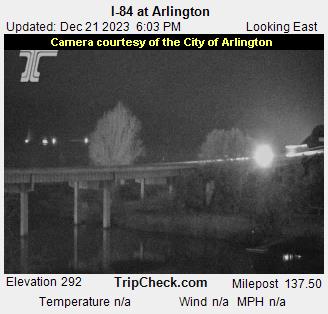 I-84 at Arlington
Updated: Dec 21 2023 6:03 PM Looking East
Camera courtesy of the City of Arlington
Elevation 292 TripCheck.com Milepost 137.50
Temperature n/a Wind n/a MPH n/a